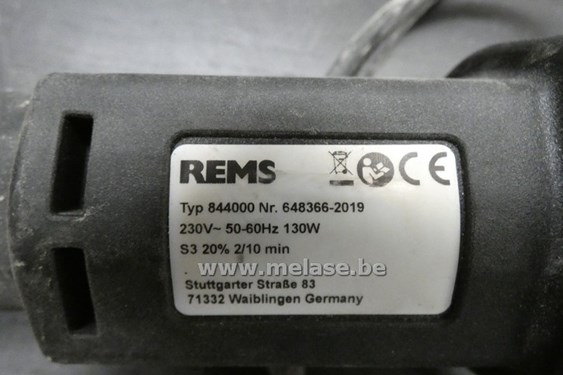 REMS CE
Typ 844000 Nr. 648366-2019
230V~ 50-60Hz 130W
S3 20% 2/10 min
www.melase.be
Stuttgarter Straße 83
71332 Waiblingen Germany